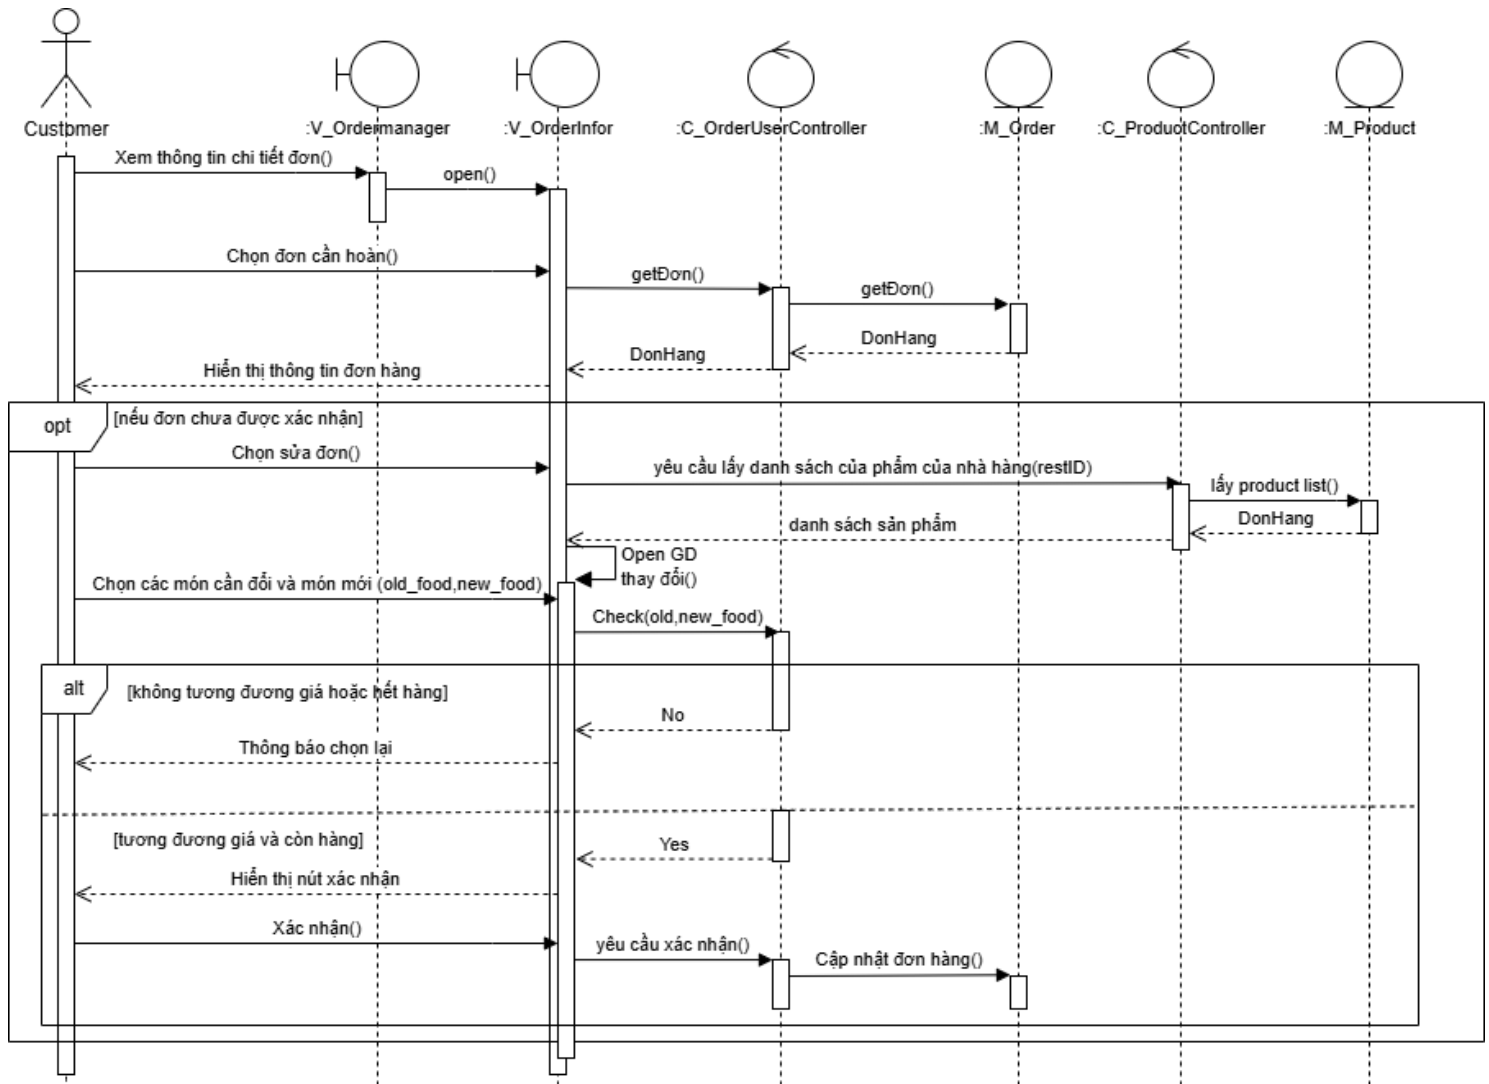 Customer
:V_Ordermanager
:V_OrderInfor
:C_OrderUserController
:M_Order
:C_ProductController
:M_Product
Xem thông tin chi tiết đơn()
open()
Chọn đơn cần hoàn()
getĐơn()
getĐơn()
DonHang
DonHang
Hiển thị thông tin đơn hàng
opt
[nếu đơn chưa được xác nhận]
Chọn sửa đơn()
yêu cầu lấy danh sách của phẩm của nhà hàng(restID)
lấy product list()
DonHang
danh sách sản phẩm
Open GD
thay đổi()
Chọn các món cần đổi và món mới (old_food,new_food)
Check(old,new_food)
alt
[không tương đương giá hoặc hết hàng]
No
Thông báo chọn lại
[tương đương giá và còn hàng]
Yes
Hiển thị nút xác nhận
Xác nhận()
yêu cầu xác nhận()
Cập nhật đơn hàng()